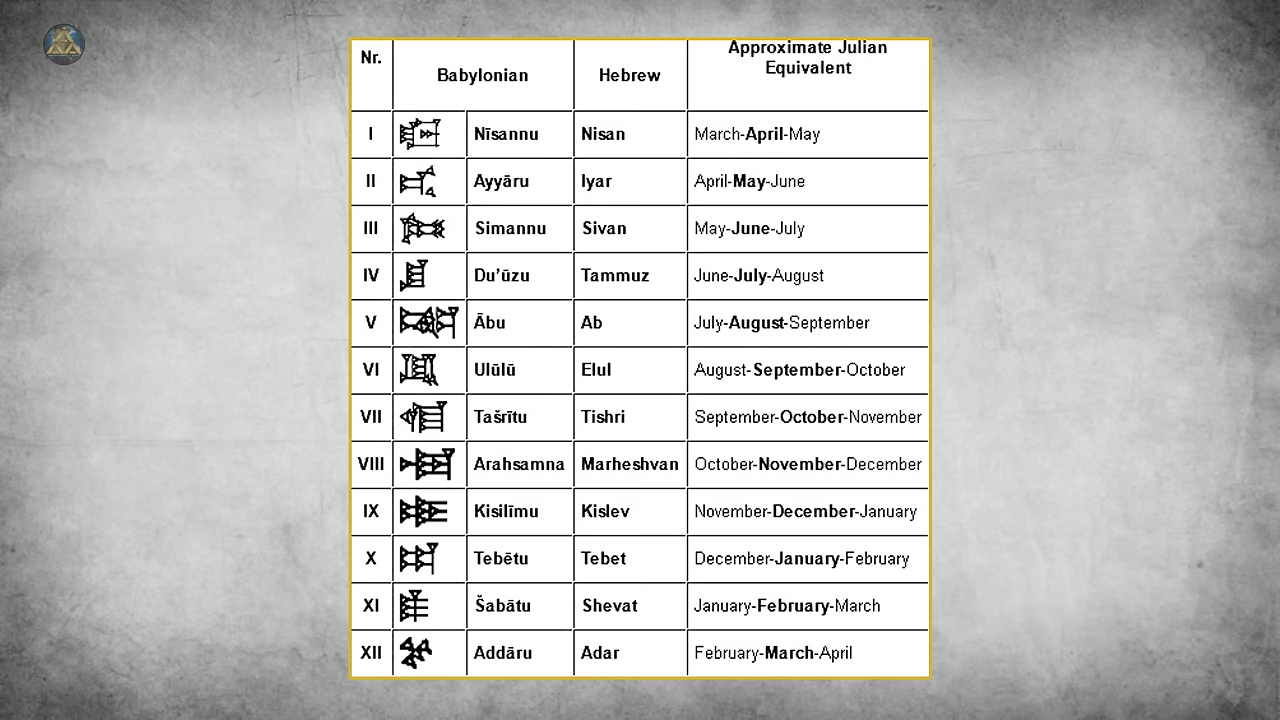 Nr. Babylonian Hebrew Approximate Julian
Equivalent
I 𒁈 Nīsannu Nisan March-April-May
II Ayyāru Iyar April-May-June
III Simannu Sivan May-June-July
IV Du’ūzu Tammuz June-July-August
V Ābu Ab July-August-September
VI Ulūlū Elul August-September-October
VII Tašrītu Tishri September-October-November
VIII Arahsamna Marheshvan October-November-December
IX Kisilīmu Kislev November-December-January
X Tebētu Tebet December-January-February
XI Šabātu Shevat January-February-March
XII Addāru Adar February-March-April